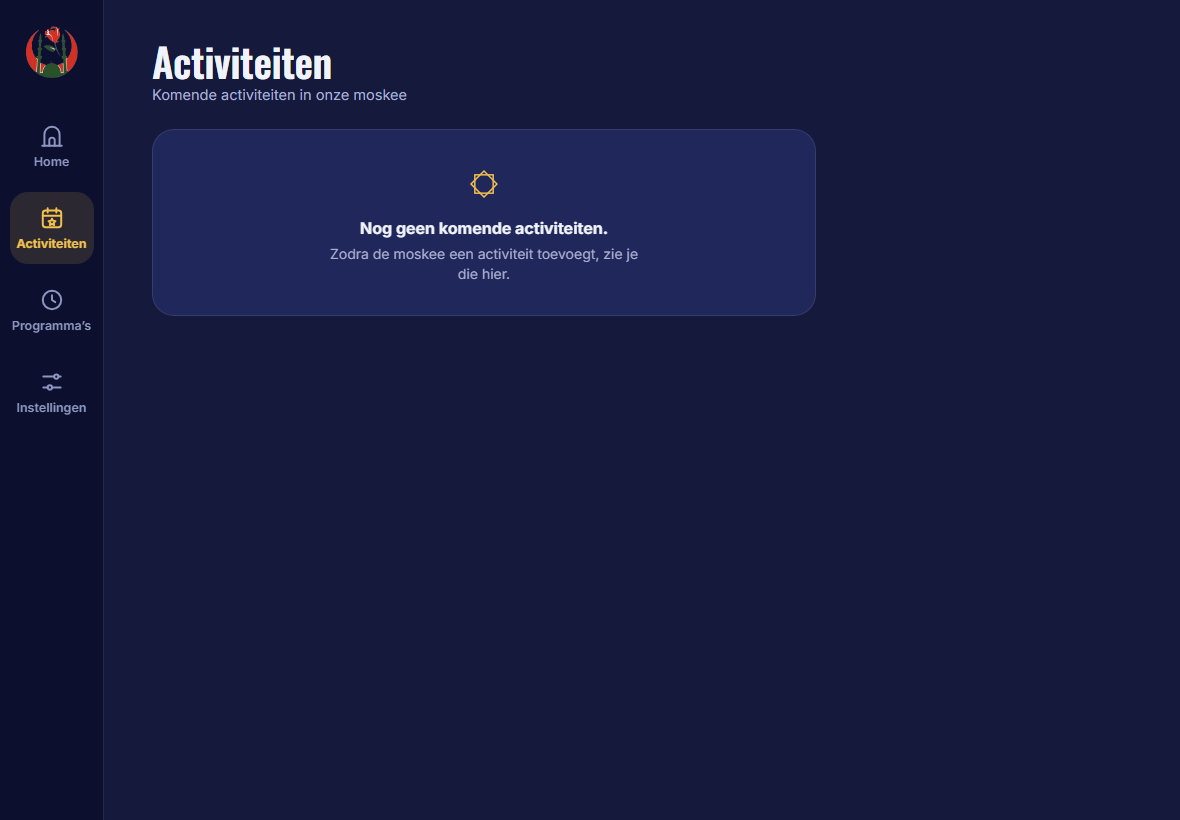 Activiteiten
Komende activiteiten in onze moskee
Home
Activiteiten
Programma’s
Instellingen
Nog geen komende activiteiten.
Zodra de moskee een activiteit toevoegt, zie je
die hier.